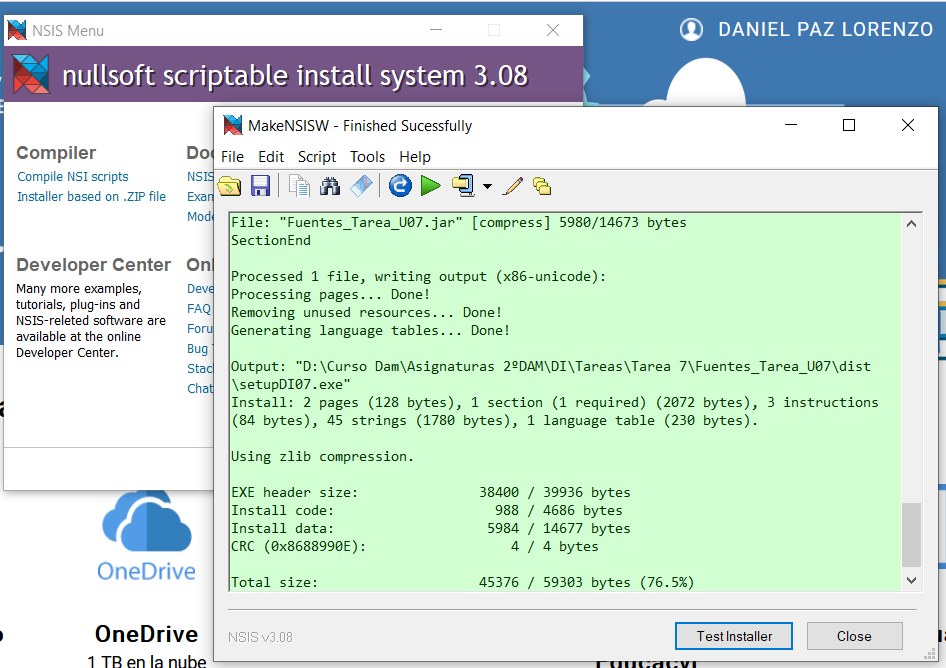 NSIS Menu
DANIEL PAZ LORENZO
nullsoft scriptable install system 3.08
Compiler
Compile NSI scripts
Installer based on .ZIP file
Developer Center
Many more examples,
tutorials, plug-ins and
NSIS-releted software are
available at the online
Developer Center.
NSIS
Deve
FAQ
Foru
Bug
Stac
Chat
MakeNSISW - Finished Sucessfully
File Edit Script Tools Help
File: "Fuentes_Tarea_U07.jar" [compress] 5980/14673 bytes
SectionEnd
Processed 1 file, writing output (x86-unicode):
Processing pages... Done!
Removing unused resources... Done!
Generating language tables... Done!
Output: "D:\Curso Dam\Asignaturas 2ºDAM\DI\Tareas\Tarea 7\Fuentes_Tarea_U07\dist
\setupDI07.exe"
Install: 2 pages (128 bytes), 1 section (1 required) (2072 bytes), 3 instructions
(84 bytes), 45 strings (1780 bytes), 1 language table (230 bytes).
Using zlib compression.
EXE header size: 38400 / 39936 bytes
Install code: 988 / 4686 bytes
Install data: 5984 / 14677 bytes
CRC (0x8688990E): 4 / 4 bytes
Total size: 45376 / 59303 bytes (76.5%)
NSIS v3.08
Test Installer
Close
OneDrive
OneDrive
1 TB en la nube